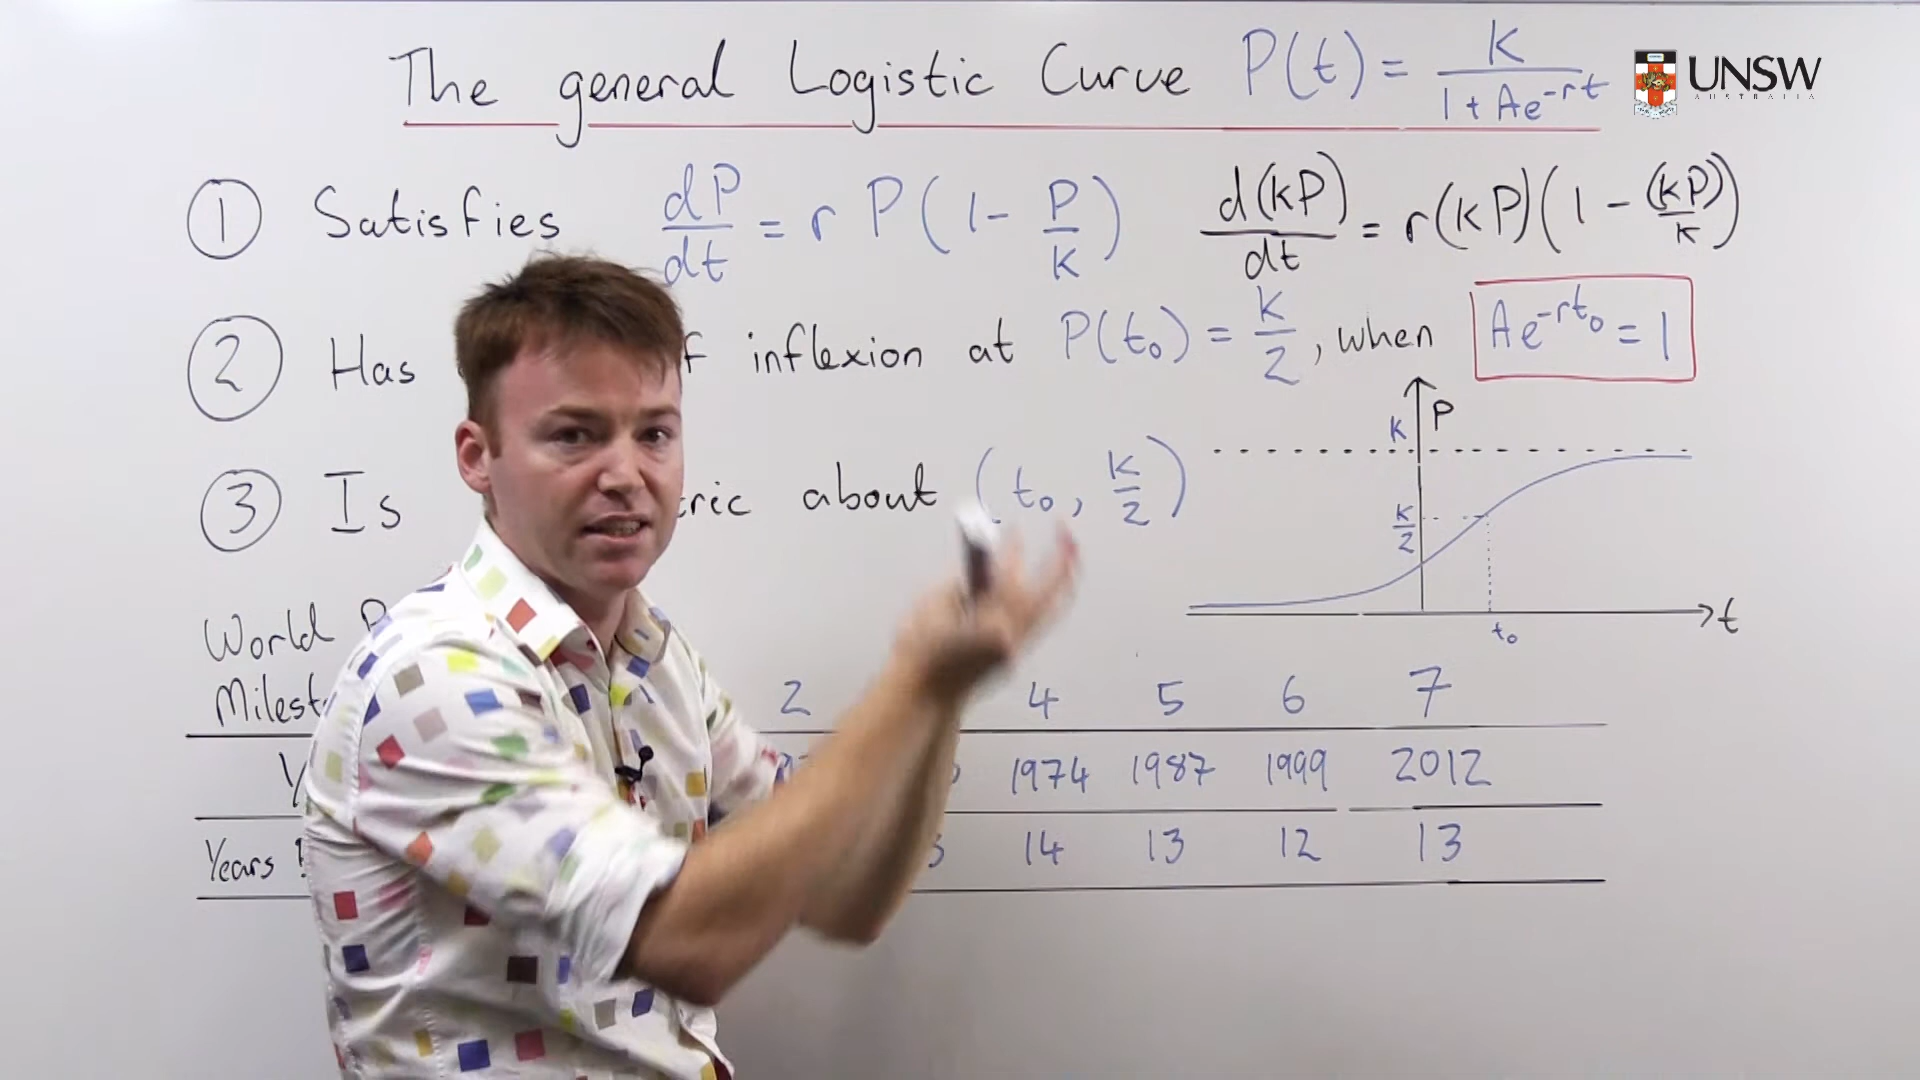 The general Logistic Curve P(t) = K / (1 + Ae^-rt)
UNSW
AUSTRALIA
① Satisfies dP/dt = r P(1 - P/K) d(kP)/dt = r(kP)(1 - (kP)/K)
② Has f inflexion at P(t₀) = K/2, when Ae^-rt₀ = 1
③ Is tric about (t₀, K/2)
P
K
K/2
t₀
t
World P
Milest 2 4 5 6 7
1974 1987 1999 2012
Years 14 13 12 13